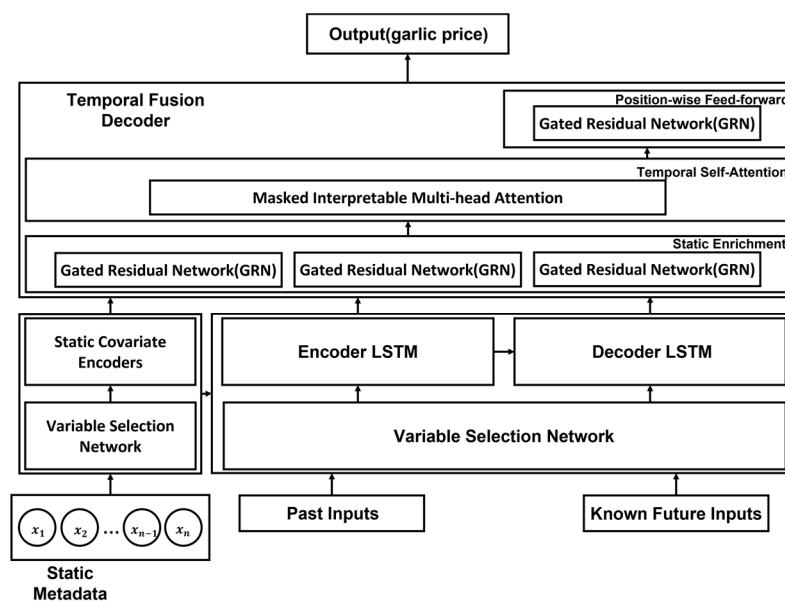 Output(garlic price)
Temporal Fusion
Decoder
Position-wise Feed-forward
Gated Residual Network(GRN)
Temporal Self-Attention
Masked Interpretable Multi-head Attention
Static Enrichment
Gated Residual Network(GRN)
Gated Residual Network(GRN)
Gated Residual Network(GRN)
Static Covariate
Encoders
Encoder LSTM
Decoder LSTM
Variable Selection
Network
Variable Selection Network
Past Inputs
Known Future Inputs
x₁ x₂ ... xₙ₋₁ xₙ
Static
Metadata